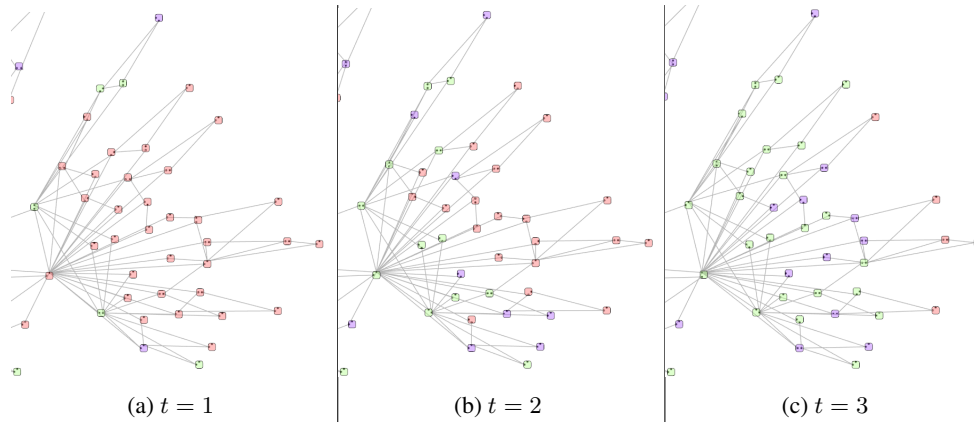 (a) t = 1
(b) t = 2
(c) t = 3